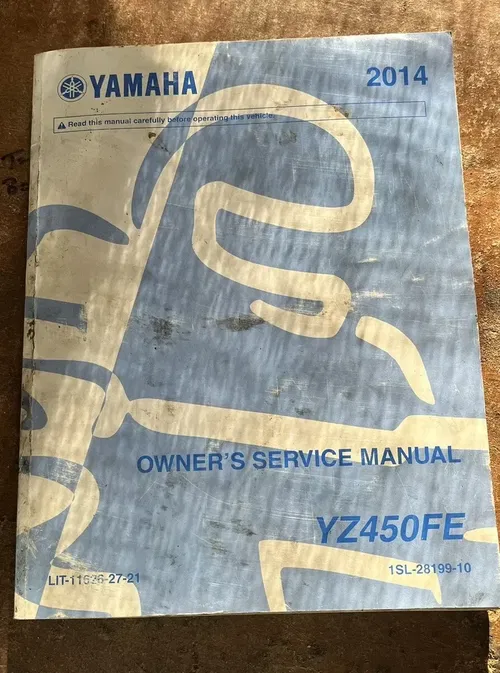 YAMAHA
2014
Read this manual carefully before operating this vehicle.
OWNER'S SERVICE MANUAL
YZ450FE
LIT-11626-27-21
1SL-28199-10